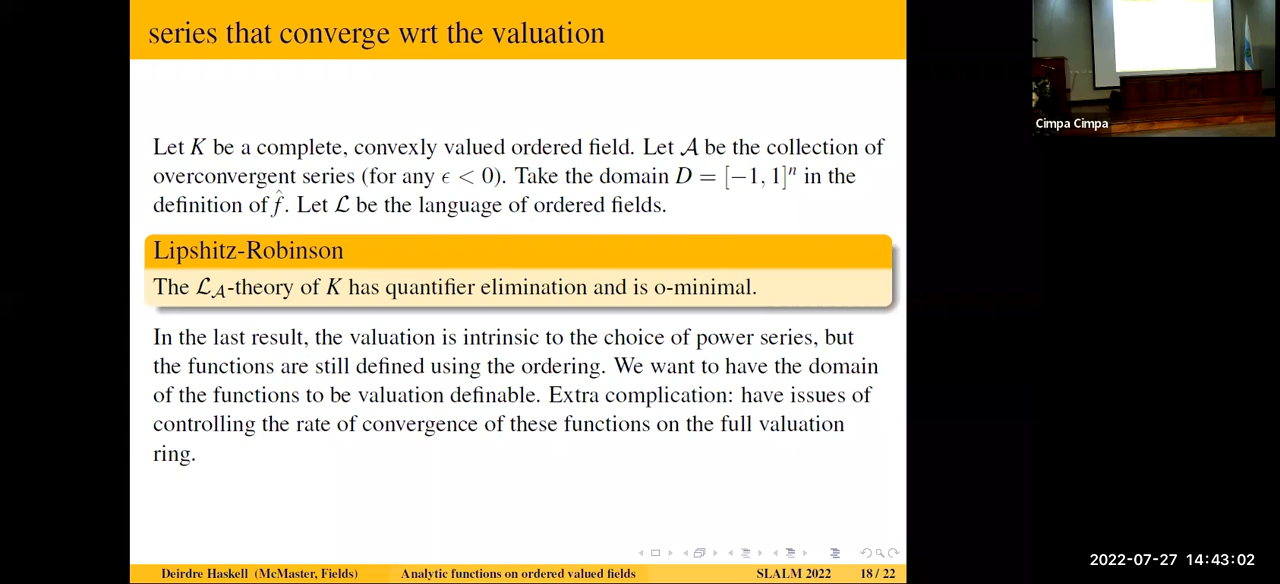 series that converge wrt the valuation
Cimpa Cimpa
Let K be a complete, convexly valued ordered field. Let 𝒜 be the collection of
overconvergent series (for any ϵ < 0). Take the domain D = [−1, 1]ⁿ in the
definition of f̂. Let ℒ be the language of ordered fields.
Lipshitz-Robinson
The ℒ_𝒜-theory of K has quantifier elimination and is o-minimal.
In the last result, the valuation is intrinsic to the choice of power series, but
the functions are still defined using the ordering. We want to have the domain
of the functions to be valuation definable. Extra complication: have issues of
controlling the rate of convergence of these functions on the full valuation
ring.
Deirdre Haskell (McMaster, Fields) Analytic functions on ordered valued fields SLALM 2022 18 / 22
2022-07-27 14:43:02